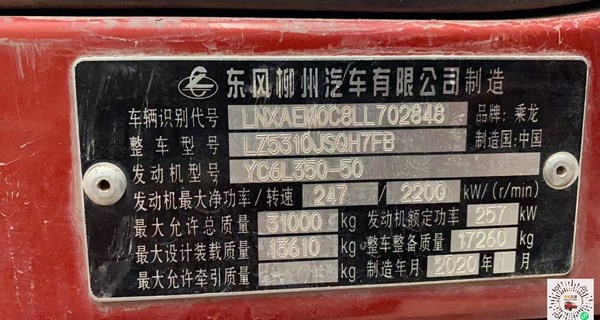 东风柳州汽车有限公司制造
车辆识别代号 LNXAEM0C8LL702848 品牌:乘龙
整车型号 LZ5310JSQH7FB 制造国:中国
发动机型号 YC6L350-50
发动机最大净功率/转速 247 / 2200 kW/(r/min)
最大允许总质量 31000 kg 发动机额定功率 257 kW
最大设计装载质量 13610 kg 整车整备质量 17260 kg
最大允许牵引质量 kg 制造年月 2020 年 1 月